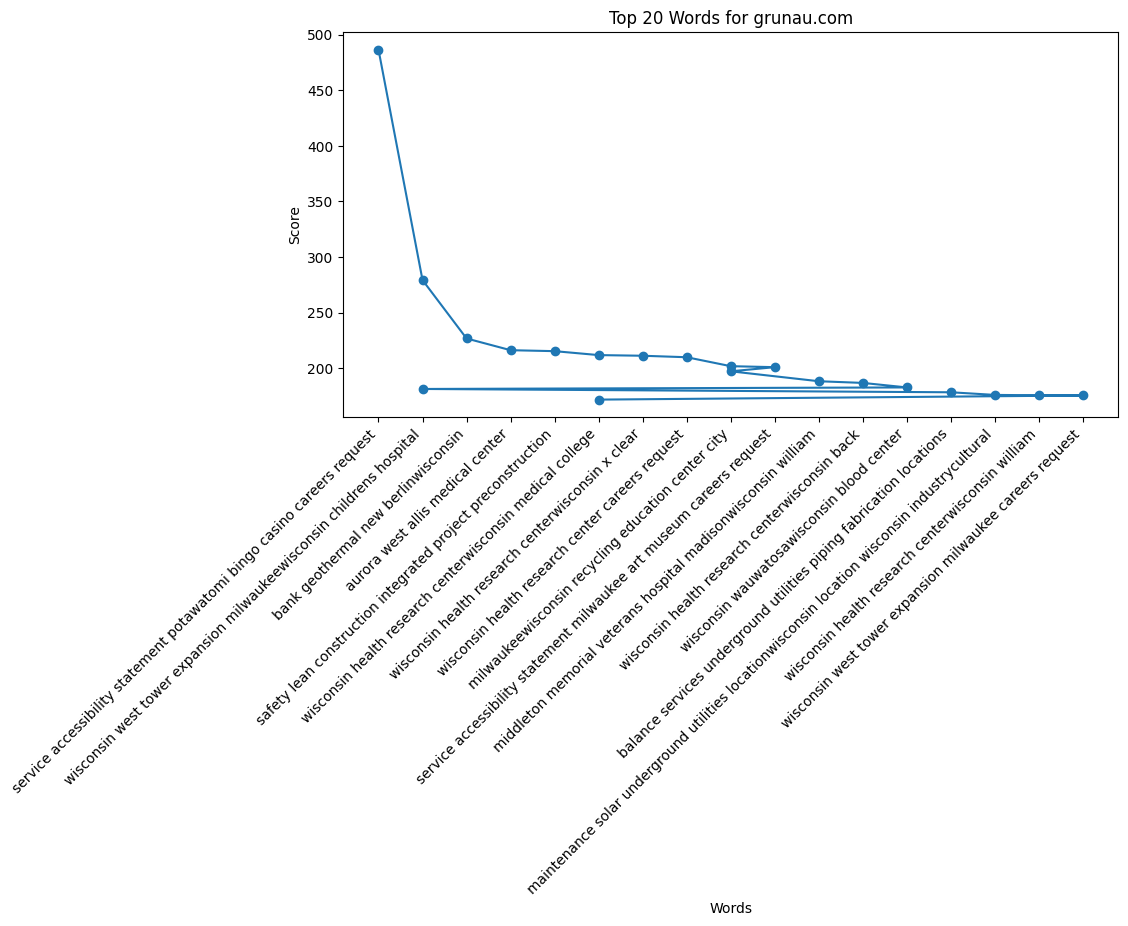 Top 20 Words for grunau.com
500
450
400
350
300
250
200
Score
service accessibility statement potawatomi bingo casino careers request
wisconsin west tower expansion milwaukeewisconsin childrens hospital
bank geothermal new berlinwisconsin
aurora west allis medical center
safety lean construction integrated project preconstruction
wisconsin health research centerwisconsin medical college
wisconsin health research centerwisconsin x clear
wisconsin health research center careers request
milwaukeewisconsin recycling education center city
service accessibility statement milwaukee art museum careers request
middleton memorial veterans hospital madisonwisconsin william
wisconsin health research centerwisconsin back
wisconsin wauwatosawisconsin blood center
balance services underground utilities piping fabrication locations
maintenance solar underground utilities locationwisconsin location wisconsin industrycultural
wisconsin health research centerwisconsin william
wisconsin west tower expansion milwaukee careers request
Words